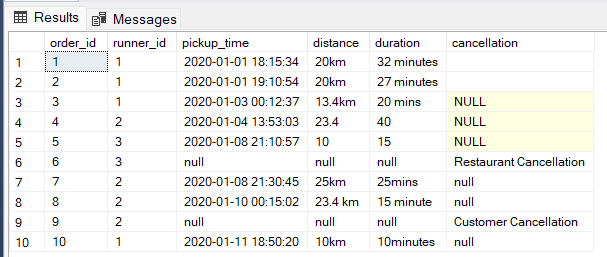 Results Messages
order_id runner_id pickup_time distance duration cancellation
1 1 1 2020-01-01 18:15:34 20km 32 minutes
2 2 1 2020-01-01 19:10:54 20km 27 minutes
3 3 1 2020-01-03 00:12:37 13.4km 20 mins NULL
4 4 2 2020-01-04 13:53:03 23.4 40 NULL
5 5 3 2020-01-08 21:10:57 10 15 NULL
6 6 3 null null null Restaurant Cancellation
7 7 2 2020-01-08 21:30:45 25km 25mins null
8 8 2 2020-01-10 00:15:02 23.4 km 15 minute null
9 9 2 null null null Customer Cancellation
10 10 1 2020-01-11 18:50:20 10km 10minutes null